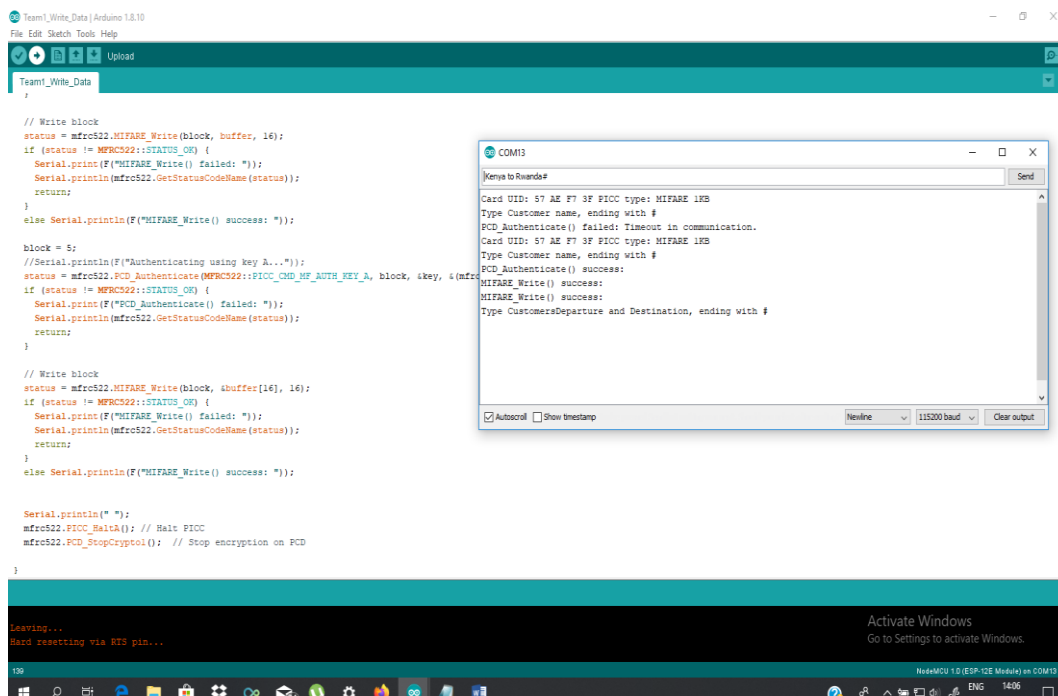 Team1_Write_Data | Arduino 1.8.10
File Edit Sketch Tools Help
Upload
Team1_Write_Data
;
// Write block
status = mfrc522.MIFARE_Write(block, buffer, 16);
if (status != MFRC522::STATUS_OK) {
Serial.print(F("MIFARE_Write() failed: "));
Serial.println(mfrc522.GetStatusCodeName(status));
return;
}
else Serial.println(F("MIFARE_Write() success: "));
block = 5;
//Serial.println(F("Authenticating using key A..."));
status = mfrc522.PCD_Authenticate(MFRC522::PICC_CMD_MF_AUTH_KEY_A, block, &key, &(mfrc
if (status != MFRC522::STATUS_OK) {
Serial.print(F("PCD_Authenticate() failed: "));
Serial.println(mfrc522.GetStatusCodeName(status));
return;
}
// Write block
status = mfrc522.MIFARE_Write(block, &buffer[16], 16);
if (status != MFRC522::STATUS_OK) {
Serial.print(F("MIFARE_Write() failed: "));
Serial.println(mfrc522.GetStatusCodeName(status));
return;
}
else Serial.println(F("MIFARE_Write() success: "));
Serial.println(" ");
mfrc522.PICC_HaltA(); // Halt PICC
mfrc522.PCD_StopCrypto1(); // Stop encryption on PCD
}
COM13
Kenya to Rwanda#
Send
Card UID: 57 AE F7 3F PICC type: MIFARE 1KB
Type Customer name, ending with #
PCD_Authenticate() failed: Timeout in communication.
Card UID: 57 AE F7 3F PICC type: MIFARE 1KB
Type Customer name, ending with #
PCD_Authenticate() success:
MIFARE_Write() success:
MIFARE_Write() success:
Type CustomersDeparture and Destination, ending with #
Autoscroll Show timestamp Newline 115200 baud Clear output
Leaving...
Hard resetting via RTS pin...
Activate Windows
Go to Settings to activate Windows.
139 NodeMCU 1.0 (ESP-12E Module) on COM13
ENG 14:06